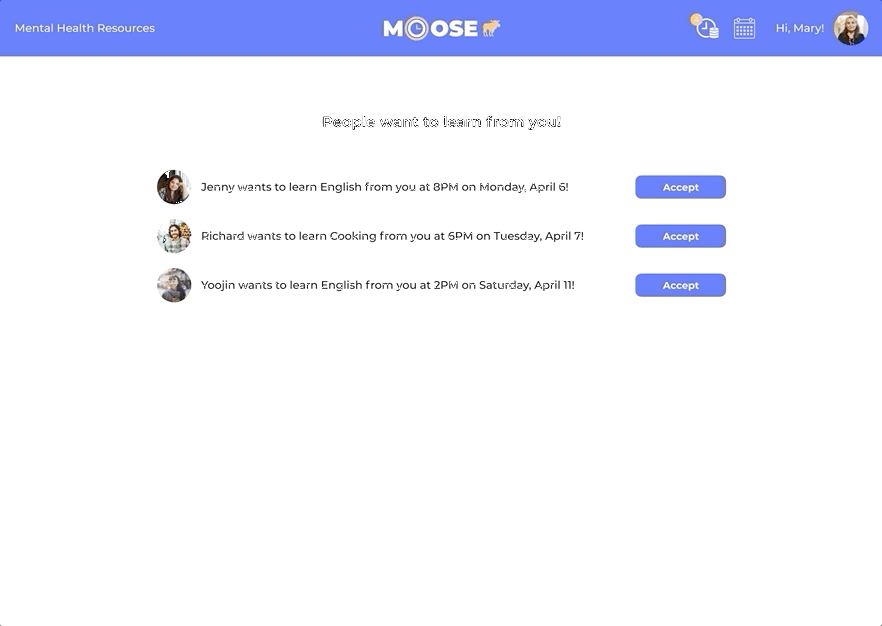 Mental Health Resources
MOOSE
Hi, Mary!
People want to learn from you!
Jenny wants to learn English from you at 8PM on Monday, April 6!
Accept
Richard wants to learn Cooking from you at 6PM on Tuesday, April 7!
Accept
Yoojin wants to learn English from you at 2PM on Saturday, April 11!
Accept